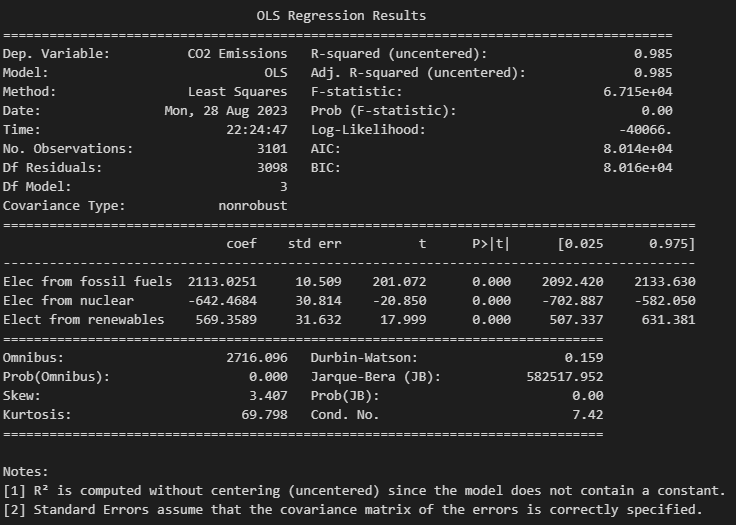 OLS Regression Results
=======================================================================================
Dep. Variable:          CO2 Emissions   R-squared (uncentered):                   0.985
Model:                            OLS   Adj. R-squared (uncentered):              0.985
Method:                 Least Squares   F-statistic:                          6.715e+04
Date:                Mon, 28 Aug 2023   Prob (F-statistic):                        0.00
Time:                        22:24:47   Log-Likelihood:                         -40066.
No. Observations:                3101   AIC:                                  8.014e+04
Df Residuals:                    3098   BIC:                                  8.016e+04
Df Model:                           3
Covariance Type:            nonrobust
==========================================================================================
                             coef    std err          t      P>|t|      [0.025      0.975]
------------------------------------------------------------------------------------------
Elec from fossil fuels  2113.0251     10.509    201.072      0.000    2092.420    2133.630
Elec from nuclear       -642.4684     30.814    -20.850      0.000    -702.887    -582.050
Elect from renewables    569.3589     31.632     17.999      0.000     507.337     631.381
==============================================================================
Omnibus:                     2716.096   Durbin-Watson:                   0.159
Prob(Omnibus):                  0.000   Jarque-Bera (JB):           582517.952
Skew:                           3.407   Prob(JB):                         0.00
Kurtosis:                      69.798   Cond. No.                         7.42
==============================================================================
Notes:
[1] R² is computed without centering (uncentered) since the model does not contain a constant.
[2] Standard Errors assume that the covariance matrix of the errors is correctly specified.